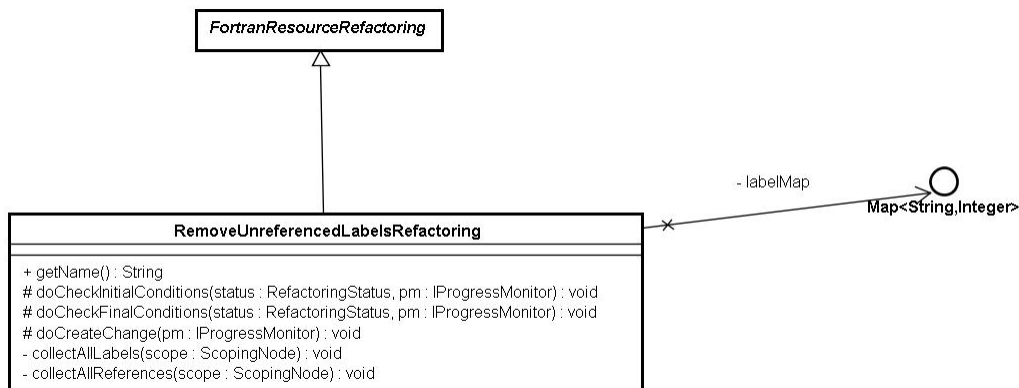 FortranResourceRefactoring
- labelMap
Map<String,Integer>
RemoveUnreferencedLabelsRefactoring
+ getName() : String
# doCheckInitialConditions(status : RefactoringStatus, pm : IProgressMonitor) : void
# doCheckFinalConditions(status : RefactoringStatus, pm : IProgressMonitor) : void
# doCreateChange(pm : IProgressMonitor) : void
- collectAllLabels(scope : ScopingNode) : void
- collectAllReferences(scope : ScopingNode) : void